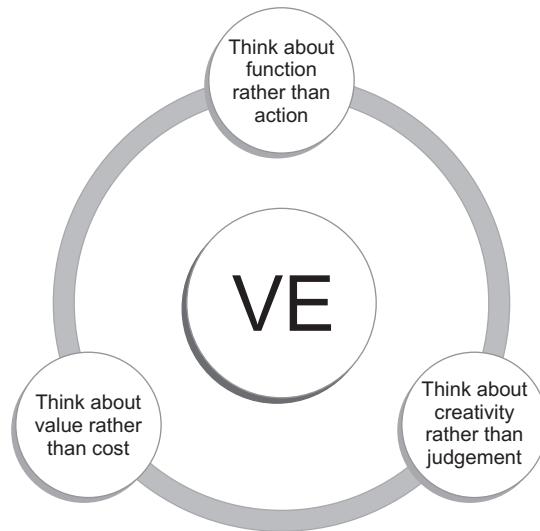 Think about
function
rather than
action
VE
Think about
value rather
than cost
Think about
creativity
rather than
judgement